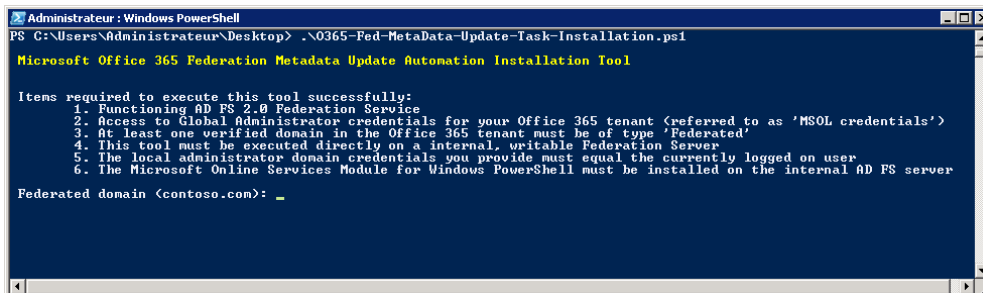 Administrateur : Windows PowerShell
PS C:\Users\Administrateur\Desktop> .\O365-Fed-MetaData-Update-Task-Installation.ps1
Microsoft Office 365 Federation Metadata Update Automation Installation Tool
Items required to execute this tool successfully:
1. Functioning AD FS 2.0 Federation Service
2. Access to Global Administrator credentials for your Office 365 tenant (referred to as 'MSOL credentials')
3. At least one verified domain in the Office 365 tenant must be of type 'Federated'
4. This tool must be executed directly on a internal, writable Federation Server
5. The local administrator domain credentials you provide must equal the currently logged on user
6. The Microsoft Online Services Module for Windows PowerShell must be installed on the internal AD FS server
Federated domain (contoso.com): _